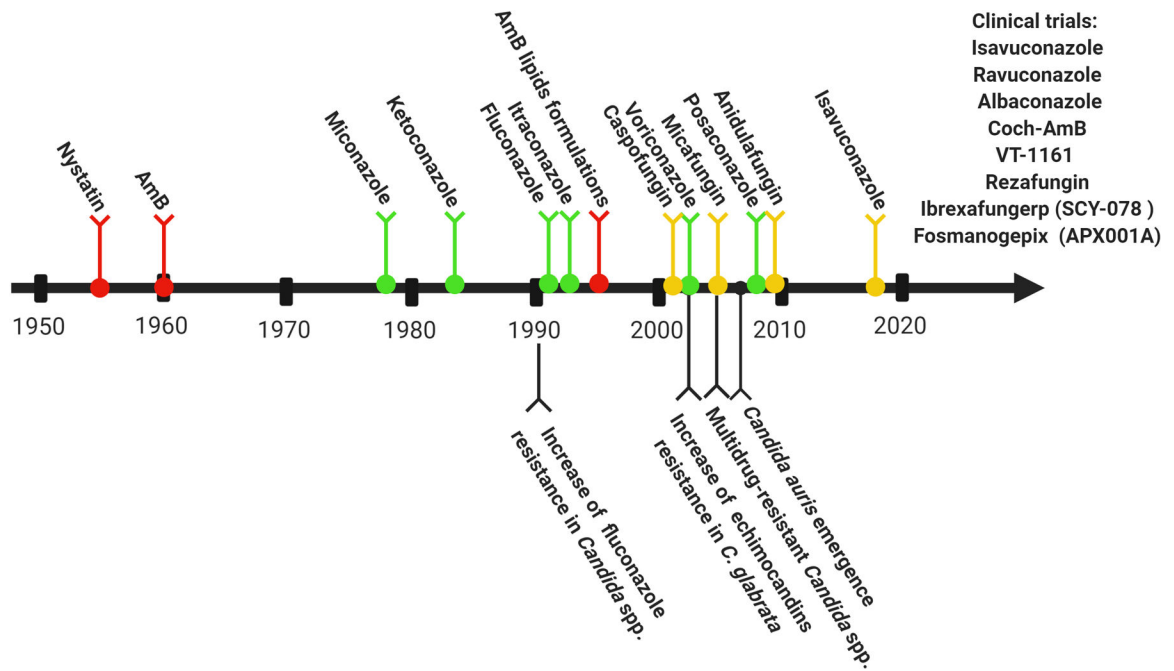 Clinical trials:
Isavuconazole
Ravuconazole
Albaconazole
Coch-AmB
VT-1161
Rezafungin
Ibrexafungerp (SCY-078 )
Fosmanogepix (APX001A)
Nystatin
AmB
Miconazole
Ketoconazole
Fluconazole
Itraconazole
AmB lipids formulations
Caspofungin
Voriconazole
Micafungin
Posaconazole
Anidulafungin
Isavuconazole
1950
1960
1970
1980
1990
2000
2010
2020
Increase of fluconazole
resistance in Candida spp.
Increase of echimocandins
resistance in C. glabrata
Multidrug-resistant Candida spp.
Candida auris emergence